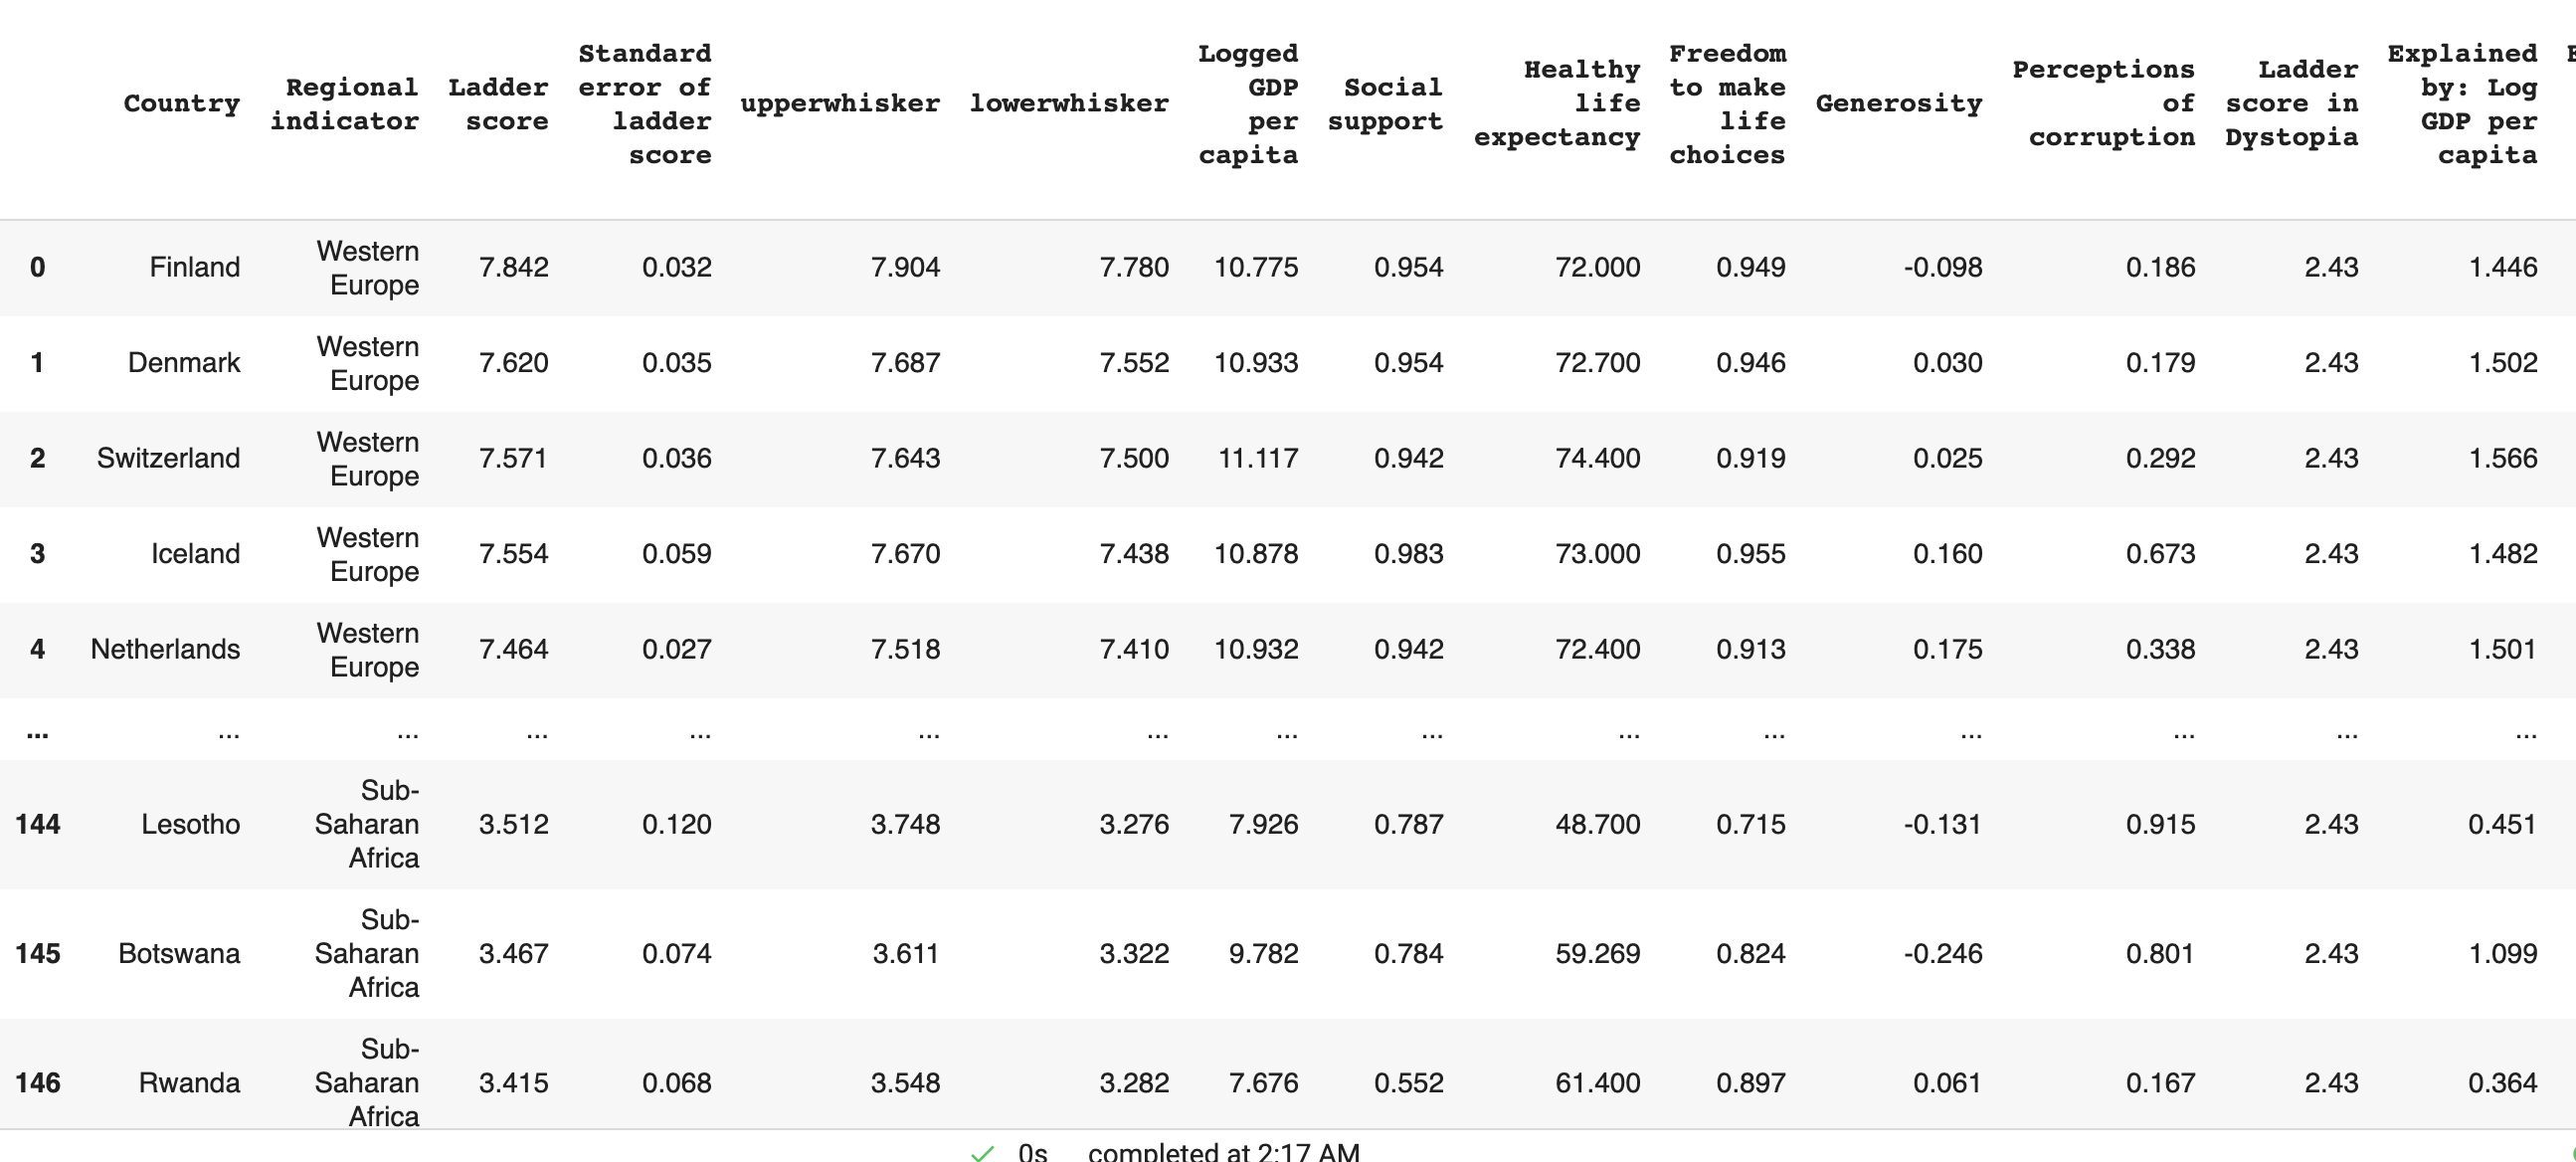 Country Regional indicator Ladder score Standard error of ladder score upperwhisker lowerwhisker Logged GDP per capita Social support Healthy life expectancy Freedom to make life choices Generosity Perceptions of corruption Ladder score in Dystopia Explained by: Log GDP per capita
0 Finland Western Europe 7.842 0.032 7.904 7.780 10.775 0.954 72.000 0.949 -0.098 0.186 2.43 1.446
1 Denmark Western Europe 7.620 0.035 7.687 7.552 10.933 0.954 72.700 0.946 0.030 0.179 2.43 1.502
2 Switzerland Western Europe 7.571 0.036 7.643 7.500 11.117 0.942 74.400 0.919 0.025 0.292 2.43 1.566
3 Iceland Western Europe 7.554 0.059 7.670 7.438 10.878 0.983 73.000 0.955 0.160 0.673 2.43 1.482
4 Netherlands Western Europe 7.464 0.027 7.518 7.410 10.932 0.942 72.400 0.913 0.175 0.338 2.43 1.501
... ... ... ... ... ... ... ... ... ... ... ... ... ... ...
144 Lesotho Sub-Saharan Africa 3.512 0.120 3.748 3.276 7.926 0.787 48.700 0.715 -0.131 0.915 2.43 0.451
145 Botswana Sub-Saharan Africa 3.467 0.074 3.611 3.322 9.782 0.784 59.269 0.824 -0.246 0.801 2.43 1.099
146 Rwanda Sub-Saharan Africa 3.415 0.068 3.548 3.282 7.676 0.552 61.400 0.897 0.061 0.167 2.43 0.364
0s completed at 2:17 AM